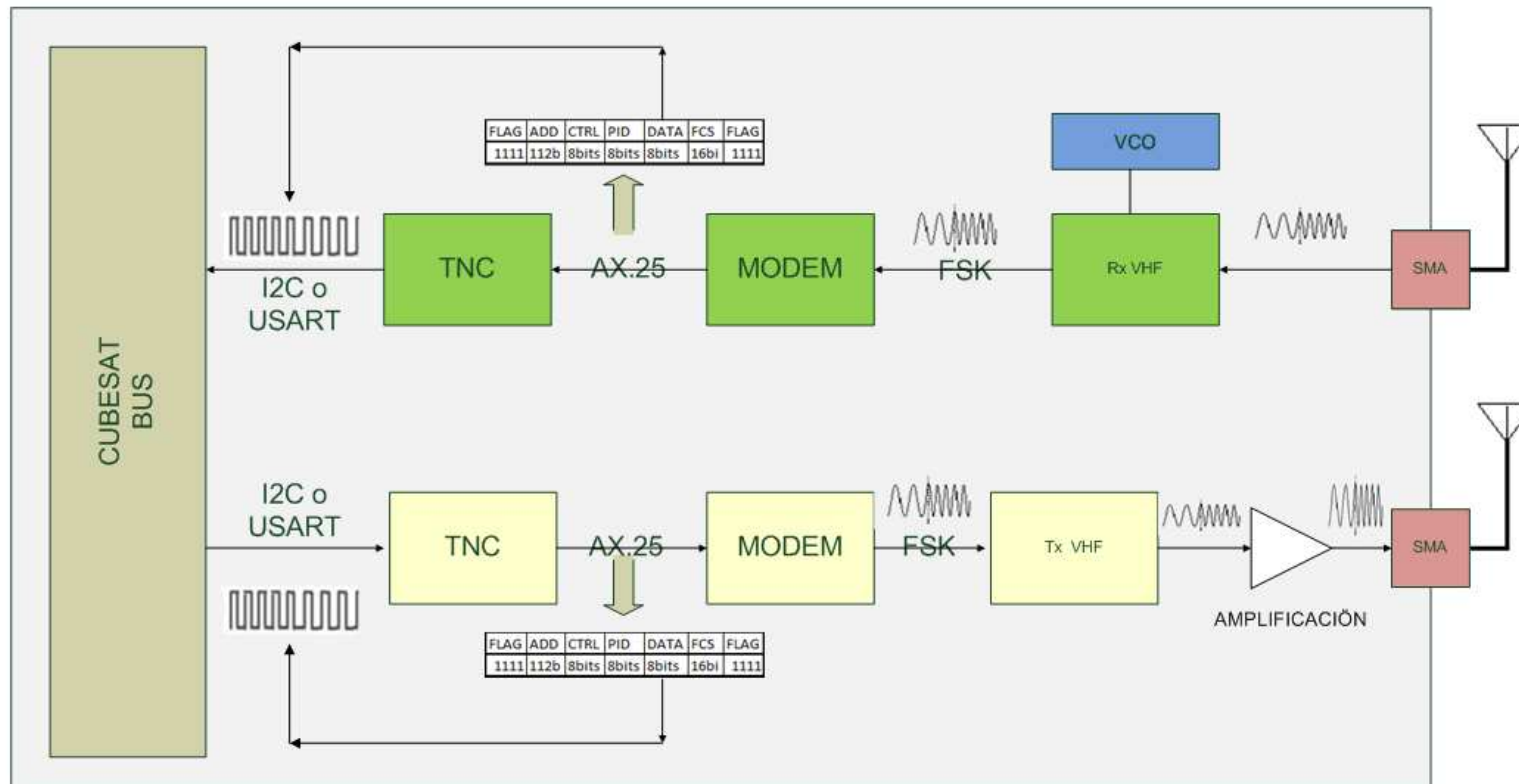 FLAG ADD CTRL PID DATA FCS FLAG
1111 112b 8bits 8bits 8bits 16bi 1111
VCO
TNC
AX.25
MODEM
FSK
Rx VHF
SMA
I2C o
USART
CUBESAT
BUS
I2C o
USART
TNC
AX.25
MODEM
FSK
Tx VHF
SMA
AMPLIFICACIÖN
FLAG ADD CTRL PID DATA FCS FLAG
1111 112b 8bits 8bits 8bits 16bi 1111